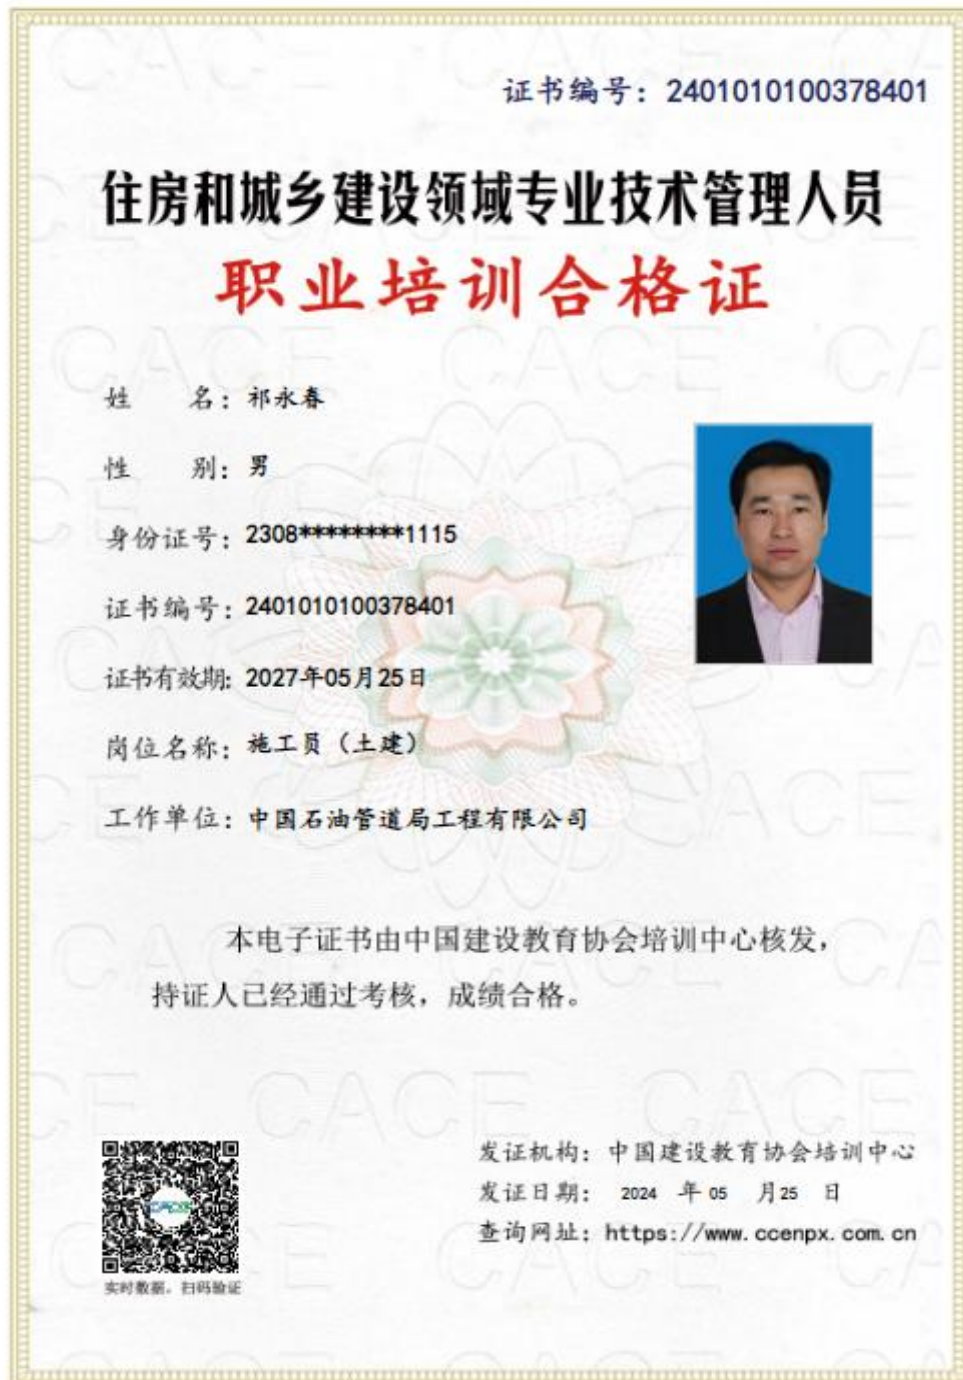 证书编号：2401010100378401
住房和城乡建设领域专业技术管理人员
职业培训合格证
姓 名：祁永春
性 别：男
身份证号：2308********1115
证书编号：2401010100378401
证书有效期：2027年05月25日
岗位名称：施工员（土建）
工作单位：中国石油管道局工程有限公司
本电子证书由中国建设教育协会培训中心核发，
持证人已经通过考核，成绩合格。
发证机构：中国建设教育协会培训中心
发证日期： 2024 年 05 月 25 日
查询网址：https://www.ccenpx.com.cn
实时数据，扫码验证